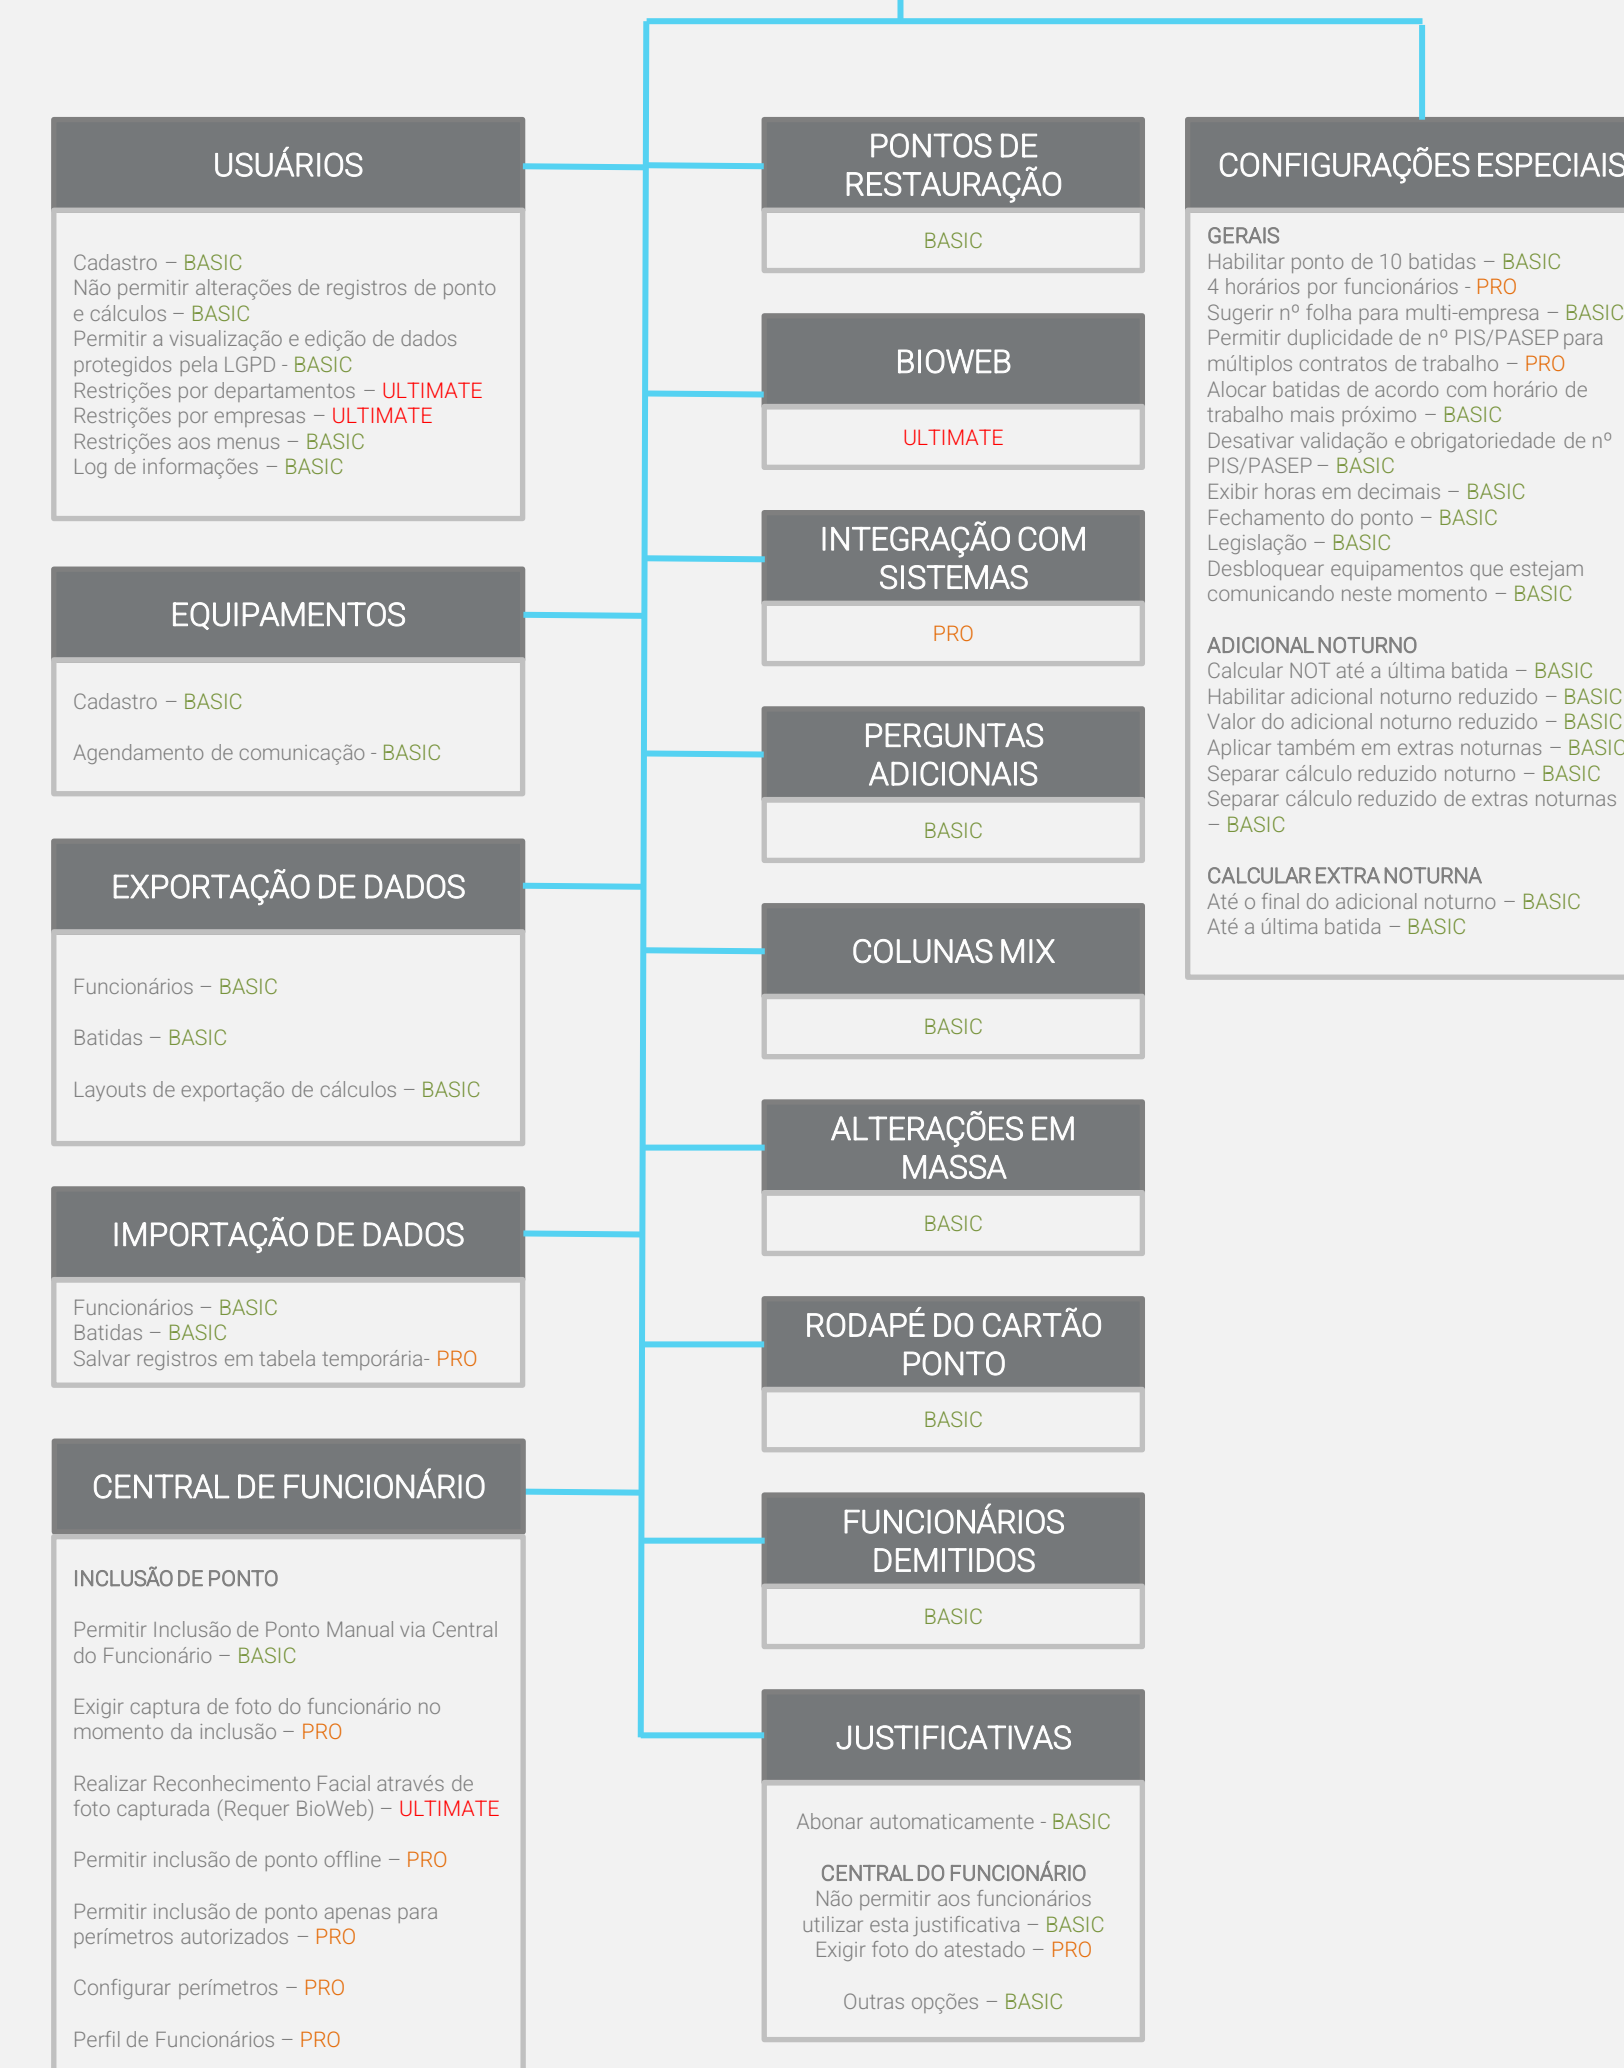 USUÁRIOS
Cadastro – BASIC
Não permitir alterações de registros de ponto
e cálculos – BASIC
Permitir a visualização e edição de dados
protegidos pela LGPD - BASIC
Restrições por departamentos – ULTIMATE
Restrições por empresas – ULTIMATE
Restrições aos menus – BASIC
Log de informações – BASIC
EQUIPAMENTOS
Cadastro – BASIC
Agendamento de comunicação - BASIC
EXPORTAÇÃO DE DADOS
Funcionários – BASIC
Batidas – BASIC
Layouts de exportação de cálculos – BASIC
IMPORTAÇÃO DE DADOS
Funcionários – BASIC
Batidas – BASIC
Salvar registros em tabela temporária- PRO
CENTRAL DE FUNCIONÁRIO
INCLUSÃO DE PONTO
Permitir Inclusão de Ponto Manual via Central
do Funcionário – BASIC
Exigir captura de foto do funcionário no
momento da inclusão – PRO
Realizar Reconhecimento Facial através de
foto capturada (Requer BioWeb) – ULTIMATE
Permitir inclusão de ponto offline – PRO
Permitir inclusão de ponto apenas para
perímetros autorizados – PRO
Configurar perímetros – PRO
Perfil de Funcionários – PRO
PONTOS DE
RESTAURAÇÃO
BASIC
BIOWEB
ULTIMATE
INTEGRAÇÃO COM
SISTEMAS
PRO
PERGUNTAS
ADICIONAIS
BASIC
COLUNAS MIX
BASIC
ALTERAÇÕES EM
MASSA
BASIC
RODAPÉ DO CARTÃO
PONTO
BASIC
FUNCIONÁRIOS
DEMITIDOS
BASIC
JUSTIFICATIVAS
Abonar automaticamente - BASIC
CENTRAL DO FUNCIONÁRIO
Não permitir aos funcionários
utilizar esta justificativa – BASIC
Exigir foto do atestado – PRO
Outras opções – BASIC
CONFIGURAÇÕES ESPECIAIS
GERAIS
Habilitar ponto de 10 batidas – BASIC
4 horários por funcionários - PRO
Sugerir nº folha para multi-empresa – BASIC
Permitir duplicidade de nº PIS/PASEP para
múltiplos contratos de trabalho – PRO
Alocar batidas de acordo com horário de
trabalho mais próximo – BASIC
Desativar validação e obrigatoriedade de nº
PIS/PASEP – BASIC
Exibir horas em decimais – BASIC
Fechamento do ponto – BASIC
Legislação – BASIC
Desbloquear equipamentos que estejam
comunicando neste momento – BASIC
ADICIONAL NOTURNO
Calcular NOT até a última batida – BASIC
Habilitar adicional noturno reduzido – BASIC
Valor do adicional noturno reduzido – BASIC
Aplicar também em extras noturnas – BASIC
Separar cálculo reduzido noturno – BASIC
Separar cálculo reduzido de extras noturnas
– BASIC
CALCULAR EXTRA NOTURNA
Até o final do adicional noturno – BASIC
Até a última batida – BASIC